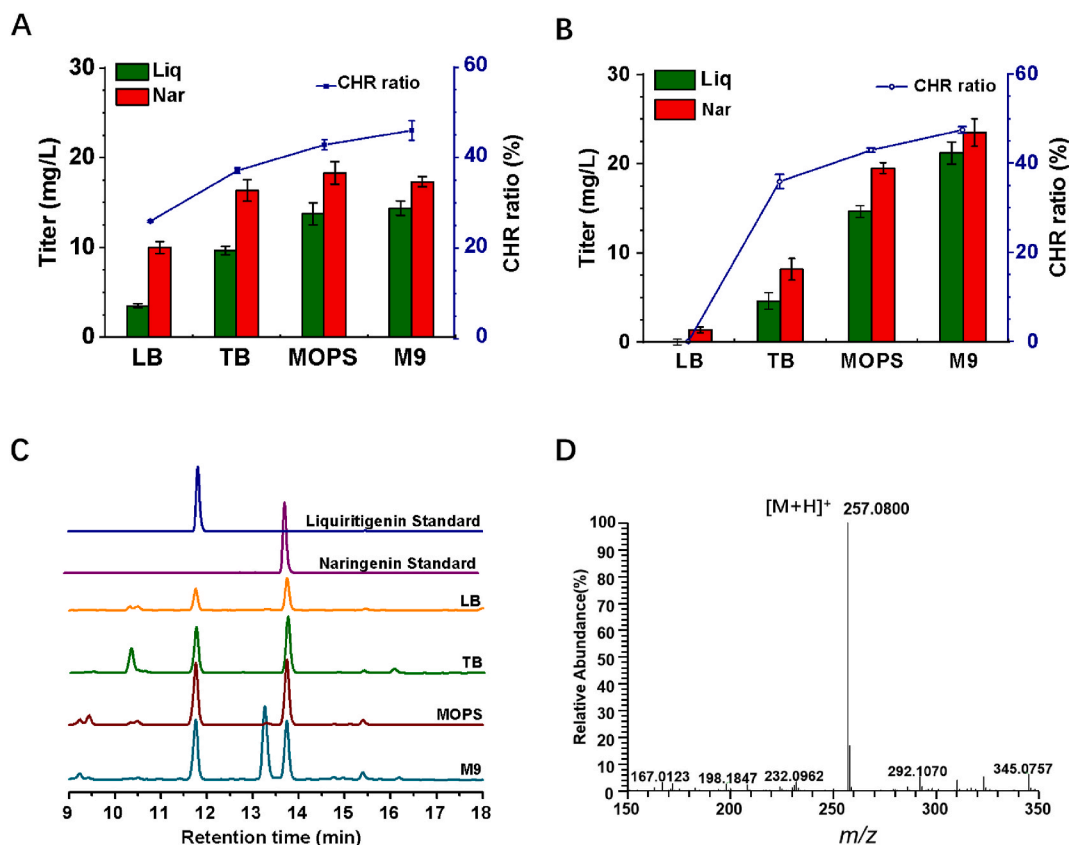 A
Liq
Nar
CHR ratio
Titer (mg/L)
30
20
10
0
CHR ratio (%)
60
40
20
0
LB TB MOPS M9
B
Liq
Nar
CHR ratio
Titer (mg/L)
30
20
10
0
CHR ratio (%)
60
40
20
0
LB TB MOPS M9
C
Liquiritigenin Standard
Naringenin Standard
LB
TB
MOPS
M9
9 10 11 12 13 14 15 16 17 18
Retention time (min)
D
[M+H]+ 257.0800
Relative Abundance(%)
100
90
80
70
60
50
40
30
20
10
0
167.0123 198.1847 232.0962 292.1070 345.0757
150 200 250 300 350
m/z